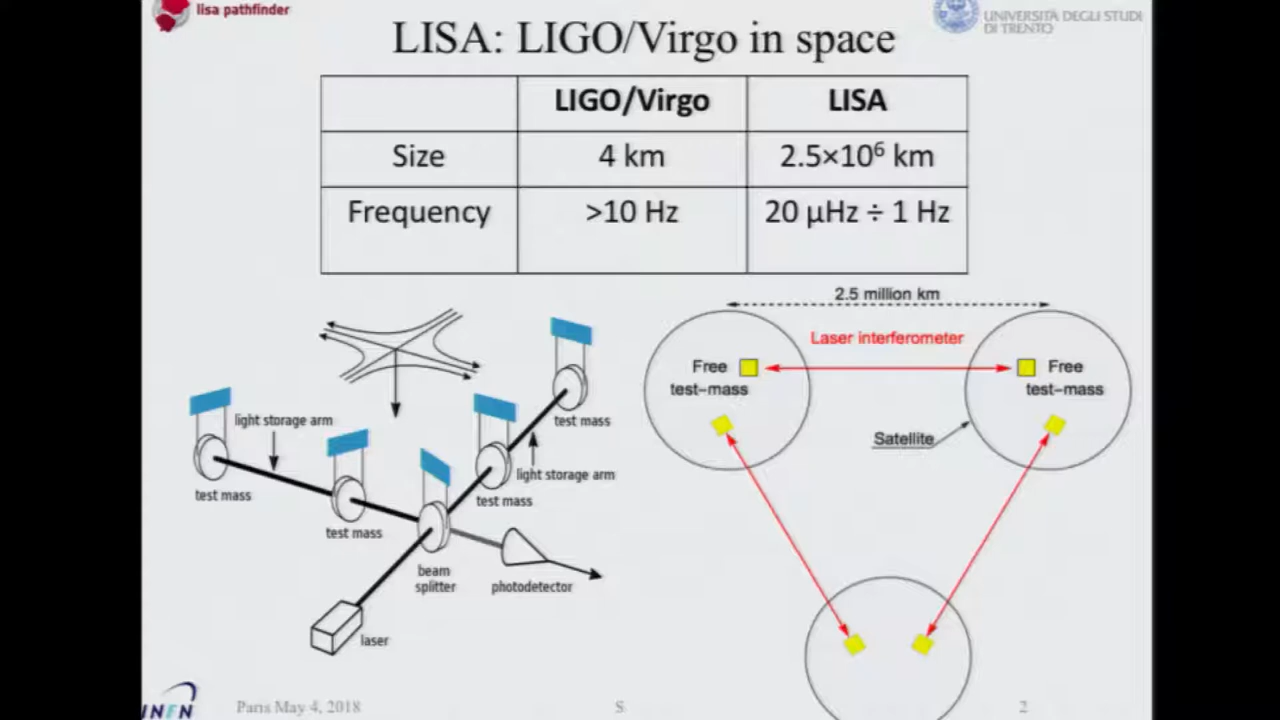 lisa pathfinder
UNIVERSITÀ DEGLI STUDI
DI TRENTO
LISA: LIGO/Virgo in space
LIGO/Virgo LISA
Size 4 km 2.5×10⁶ km
Frequency >10 Hz 20 µHz ÷ 1 Hz
light storage arm
test mass
test mass
test mass
light storage arm
test mass
beam
splitter
photodetector
laser
2.5 million km
Laser interferometer
Free
test-mass
Free
test-mass
Satellite
INFN
Paris May 4, 2018 S 2